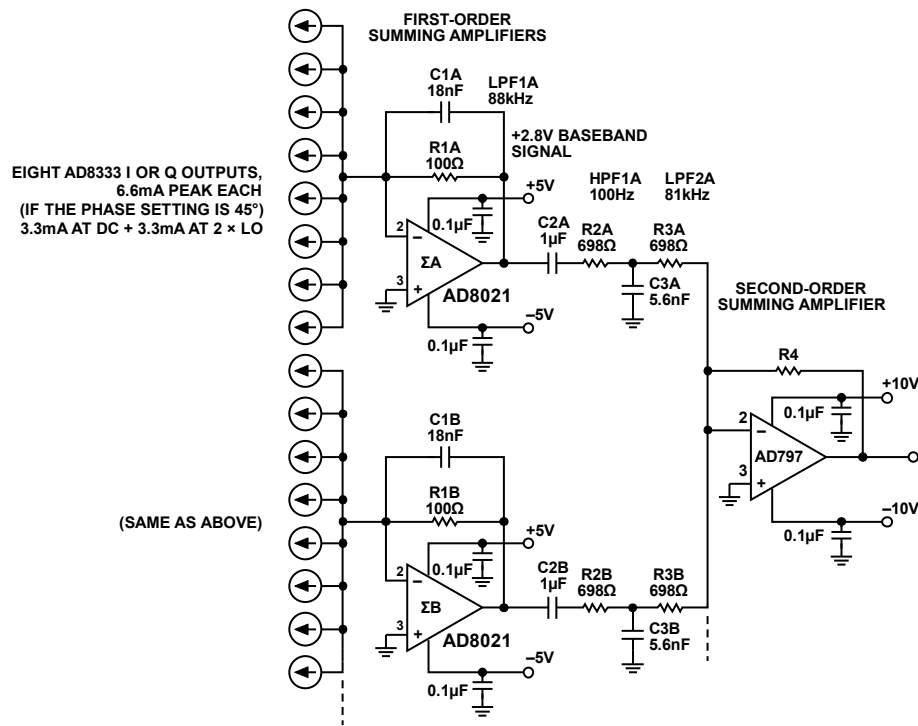 FIRST-ORDER
SUMMING AMPLIFIERS
C1A
18nF
LPF1A
88kHz
R1A
100Ω
+2.8V BASEBAND
SIGNAL
EIGHT AD8333 I OR Q OUTPUTS,
6.6mA PEAK EACH
(IF THE PHASE SETTING IS 45°)
3.3mA AT DC + 3.3mA AT 2 × LO
+5V
0.1µF
HPF1A
100Hz
LPF2A
81kHz
C2A
1µF
R2A
698Ω
R3A
698Ω
2
–
ΣA
3
+
AD8021
C3A
5.6nF
–5V
0.1µF
SECOND-ORDER
SUMMING AMPLIFIER
R4
+10V
0.1µF
2
–
AD797
3
+
–10V
0.1µF
C1B
18nF
R1B
100Ω
(SAME AS ABOVE)
+5V
0.1µF
C2B
1µF
R2B
698Ω
R3B
698Ω
2
–
ΣB
3
+
AD8021
C3B
5.6nF
–5V
0.1µF